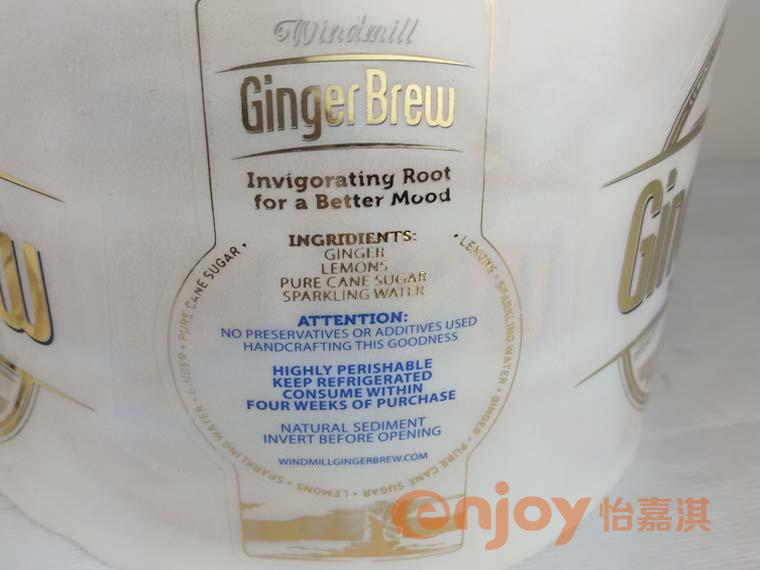 Windmill
Ginger Brew
Invigorating Root
for a Better Mood
INGRIDIENTS:
GINGER
LEMONS
PURE CANE SUGAR
SPARKLING WATER
ATTENTION:
NO PRESERVATIVES OR ADDITIVES USED
HANDCRAFTING THIS GOODNESS
HIGHLY PERISHABLE
KEEP REFRIGERATED
CONSUME WITHIN
FOUR WEEKS OF PURCHASE
NATURAL SEDIMENT
INVERT BEFORE OPENING
WINDMILLGINGERBREW.COM
• LEMONS • SPARKLING WATER • GINGER • PURE CANE SUGAR • LEMONS • SPARKLING WATER • GINGER • PURE CANE SUGAR •
ew
Gin
enjoy 怡嘉淇